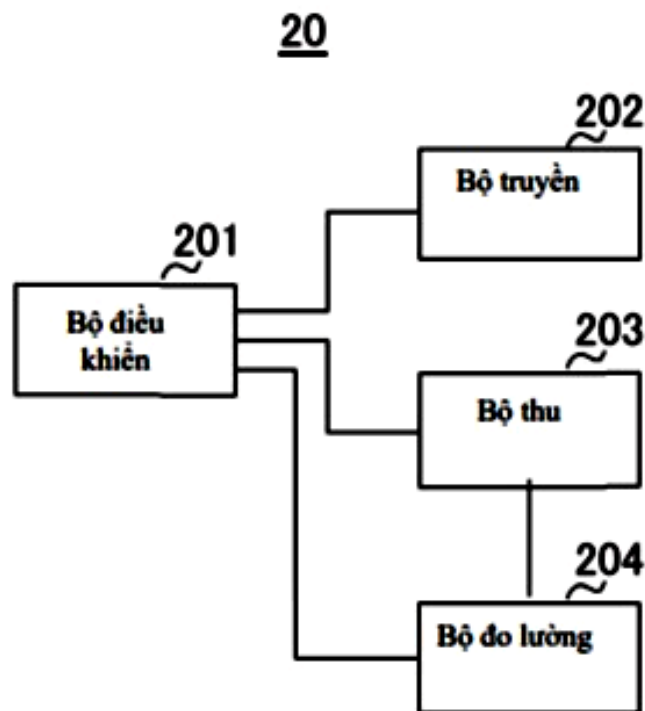 20
202
Bộ truyền
201
Bộ điều
khiển
203
Bộ thu
204
Bộ đo lường